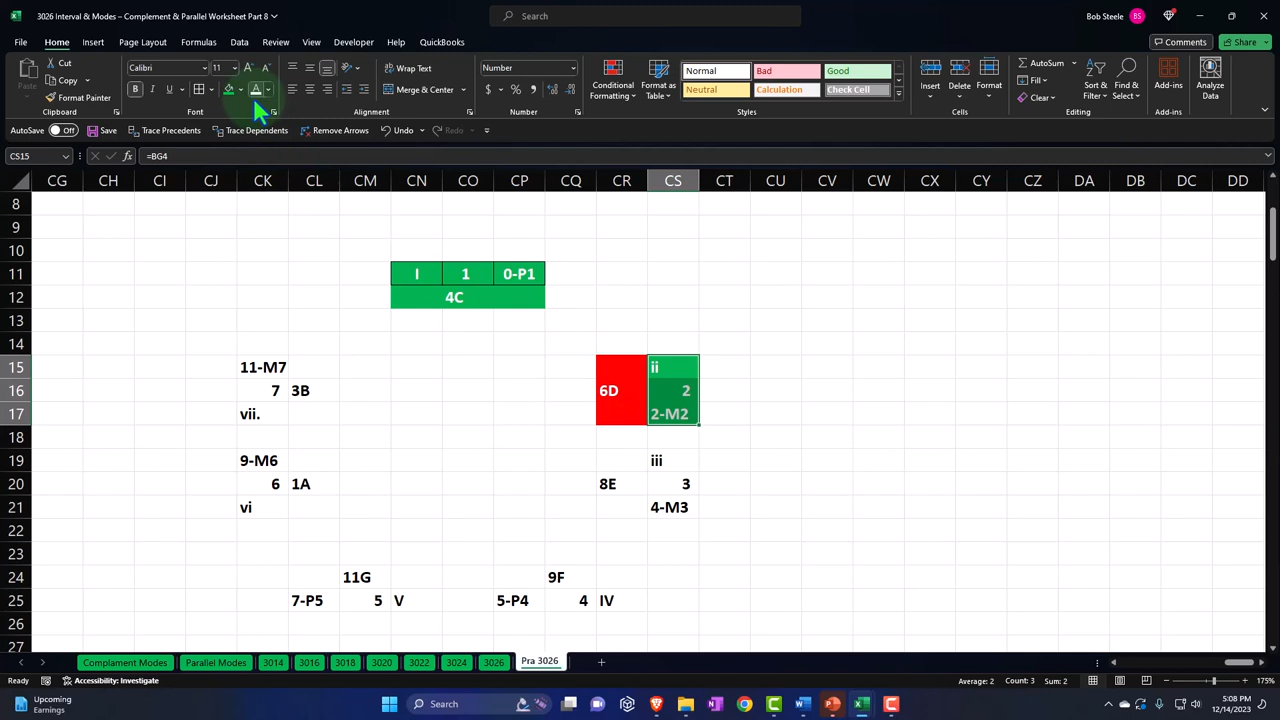 3026 Interval & Modes – Complement & Parallel Worksheet Part 8
Search
Bob Steele BS
File Home Insert Page Layout Formulas Data Review View Developer Automate Help QuickBooks
Comments Share
Paste
Cut
Copy
Format Painter
Clipboard
Calibri 11
B I U
Font
Wrap Text
Merge & Center
Alignment
Number
$ % ,
Number
Conditional Formatting
Format as Table
Normal Bad Good
Neutral Calculation Check Cell
Styles
Insert Delete Format
Cells
AutoSum
Fill
Clear
Sort & Filter
Find & Select
Editing
Add-ins
Add-ins
Analyze Data
AutoSave Off Save Trace Precedents Trace Dependents Remove Arrows Undo Redo
CS15 fx =BG4
CG CH CI CJ CK CL CM CN CO CP CQ CR CS CT CU CV CW CX CY CZ DA DB DC DD
8
9
10
11 I 1 0-P1
12 4C
13
14
15 11-M7 ii
16 7 3B 6D 2
17 vii. 2-M2
18
19 9-M6 iii
20 6 1A 8E 3
21 vi 4-M3
22
23
24 11G 9F
25 7-P5 5 V 5-P4 4 IV
26
27
Complament Modes Parallel Modes 3014 3016 3018 3020 3022 3024 3026 Pra 3026
Ready Accessibility: Investigate Average: 2 Count: 3 Sum: 2 175%
Upcoming
Earnings
Search
5:08 PM
12/14/2023